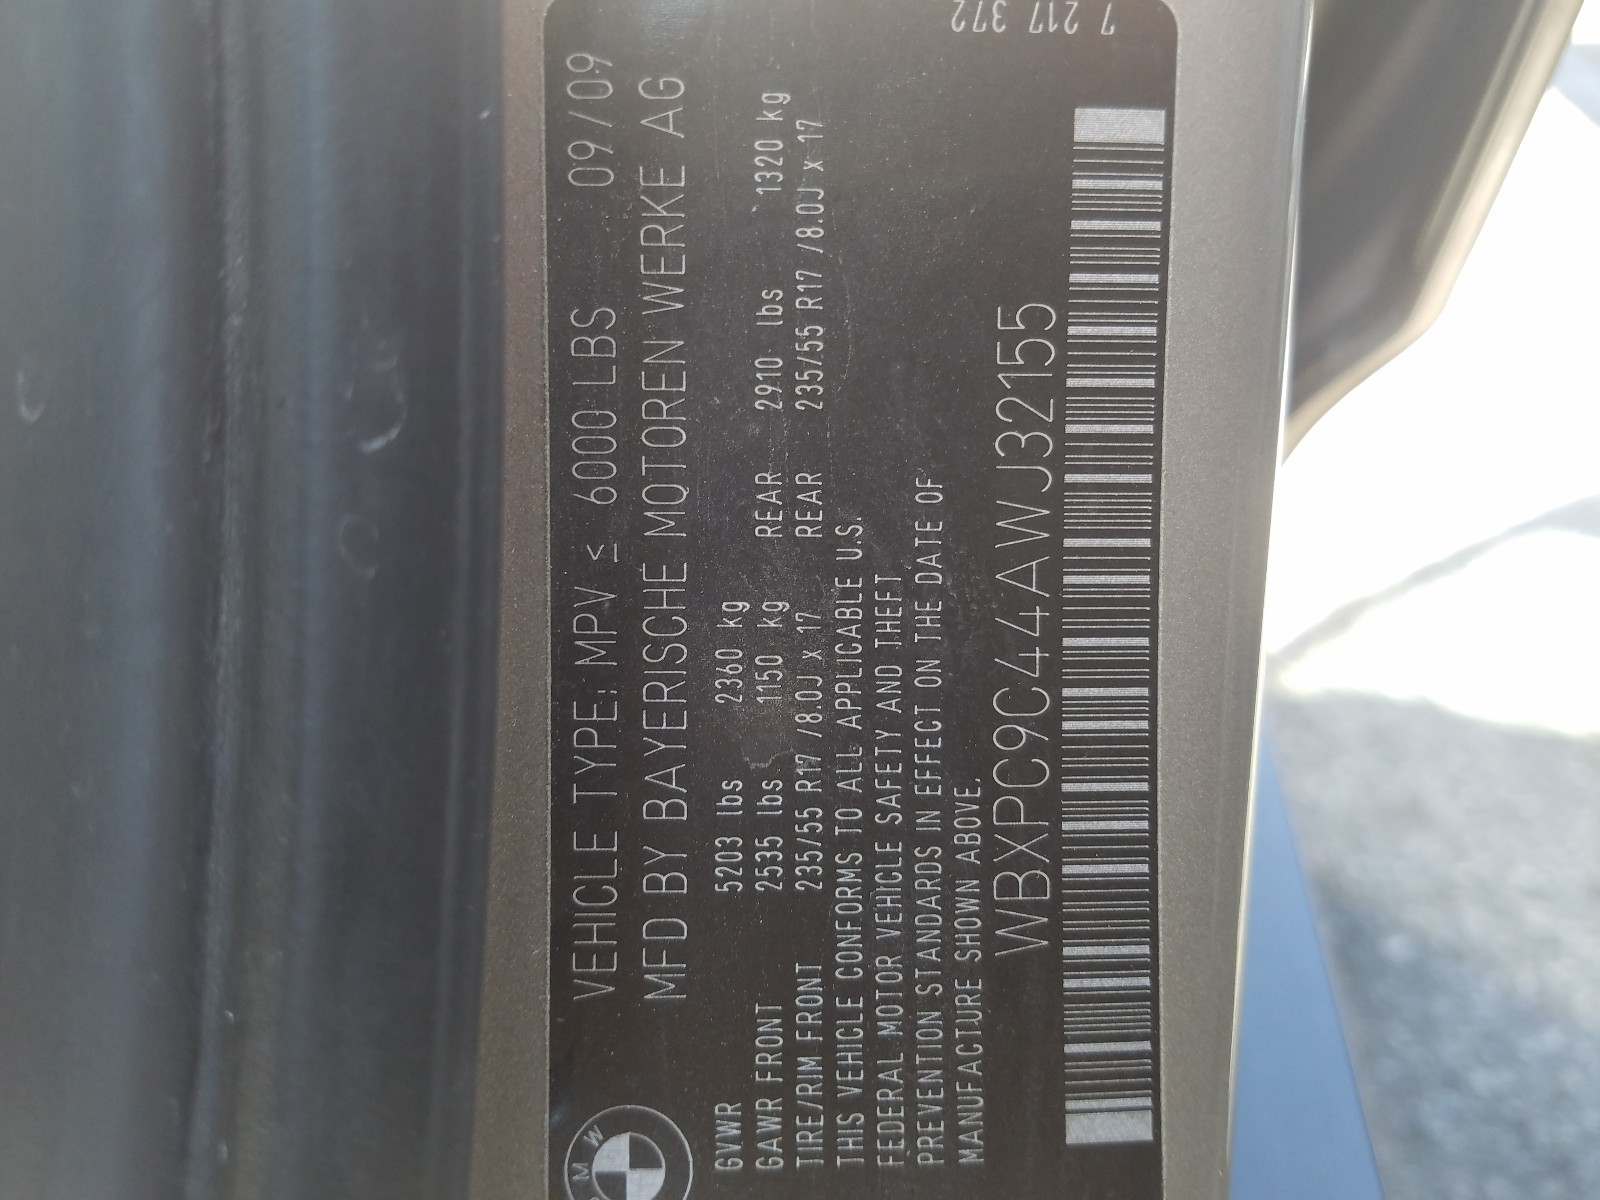 BMW
VEHICLE TYPE: MPV ≤ 6000 LBS 09/09
MFD BY BAYERISCHE MOTOREN WERKE AG
GVWR 5203 lbs 2360 kg
GAWR FRONT 2535 lbs 1150 kg REAR 2910 lbs 1320 kg
TIRE/RIM FRONT 235/55 R17 /8.0J x 17 REAR 235/55 R17 /8.0J x 17
THIS VEHICLE CONFORMS TO ALL APPLICABLE U.S.
FEDERAL MOTOR VEHICLE SAFETY AND THEFT
PREVENTION STANDARDS IN EFFECT ON THE DATE OF
MANUFACTURE SHOWN ABOVE.
WBXPC9C44AWJ32155
7 217 372